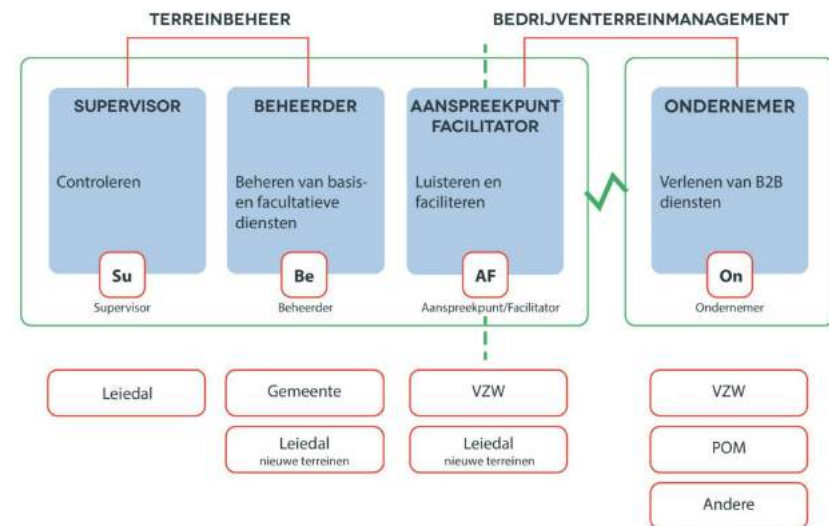 TERREINBEHEER
BEDRIJVENTERREINMANAGEMENT
SUPERVISOR
Controleren
Su
Supervisor
BEHEERDER
Beheren van basis-
en facultatieve
diensten
Be
Beheerder
AANSPREEKPUNT
FACILITATOR
Luisteren en
faciliteren
AF
Aanspreekpunt/Facilitator
ONDERNEMER
Verlenen van B2B
diensten
On
Ondernemer
Leiedal
Gemeente
Leiedal
nieuwe terreinen
VZW
Leiedal
nieuwe terreinen
VZW
POM
Andere